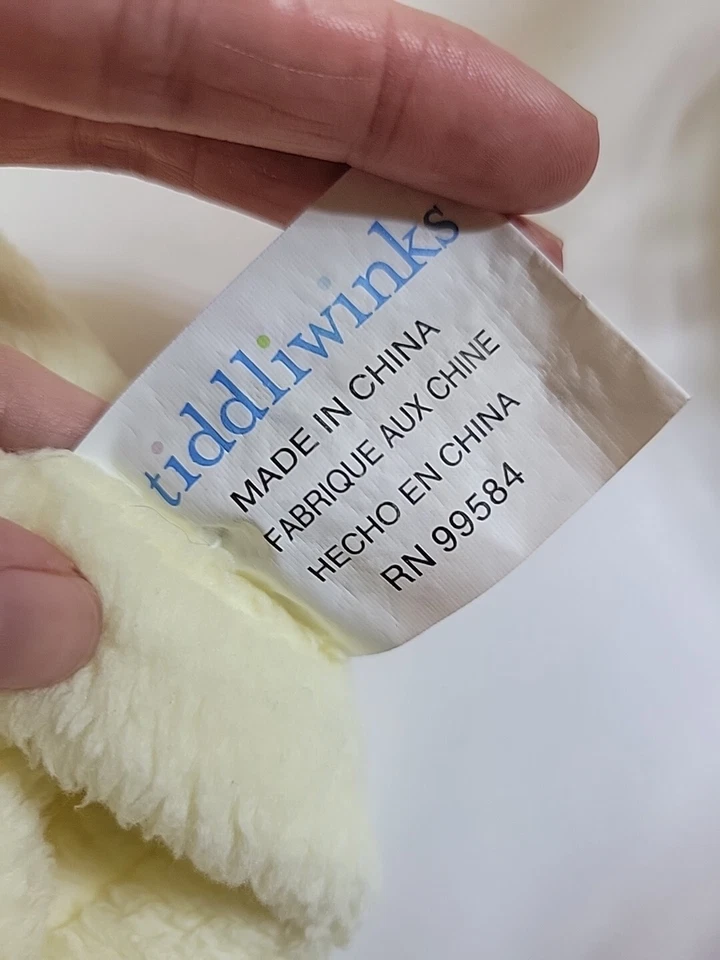 tiddliwinks
MADE IN CHINA
FABRIQUE AUX CHINE
HECHO EN CHINA
RN 99584